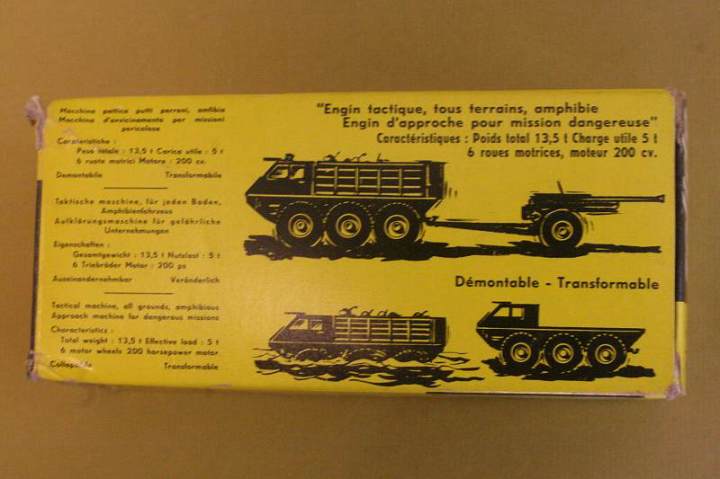 Macchina pattica putti perreni, amfibia
Macchina d'avvicinamento per missioni
pericolose
Caratteristiche :
Peso totale : 13,5 t Carico utile : 5 t
6 ruote motrici Motore : 200 cv.
Demontabile Transformabile
Taktische maschine, für jeden Boden,
Amphibienfahrzeug
Aufklärungsmaschine für gefährliche
Unternehmungen
Eigenschaften :
Gesamtgewicht : 13,5 t Nutzlast : 5 t
6 Triebräder Motor : 200 ps
Auseinandernehmbar Veränderlich
Tactical machine, all grounds, amphibious
Approach machine for dangerous missions
Characteristics :
Total weight : 13,5 t Effective load : 5 t
6 motor wheels 200 horsepower motor
Collapsible Transformable
"Engin tactique, tous terrains, amphibie
Engin d'approche pour mission dangereuse"
Caractéristiques : Poids total 13,5 t Charge utile 5 t
6 roues motrices, moteur 200 cv.
Démontable - Transformable